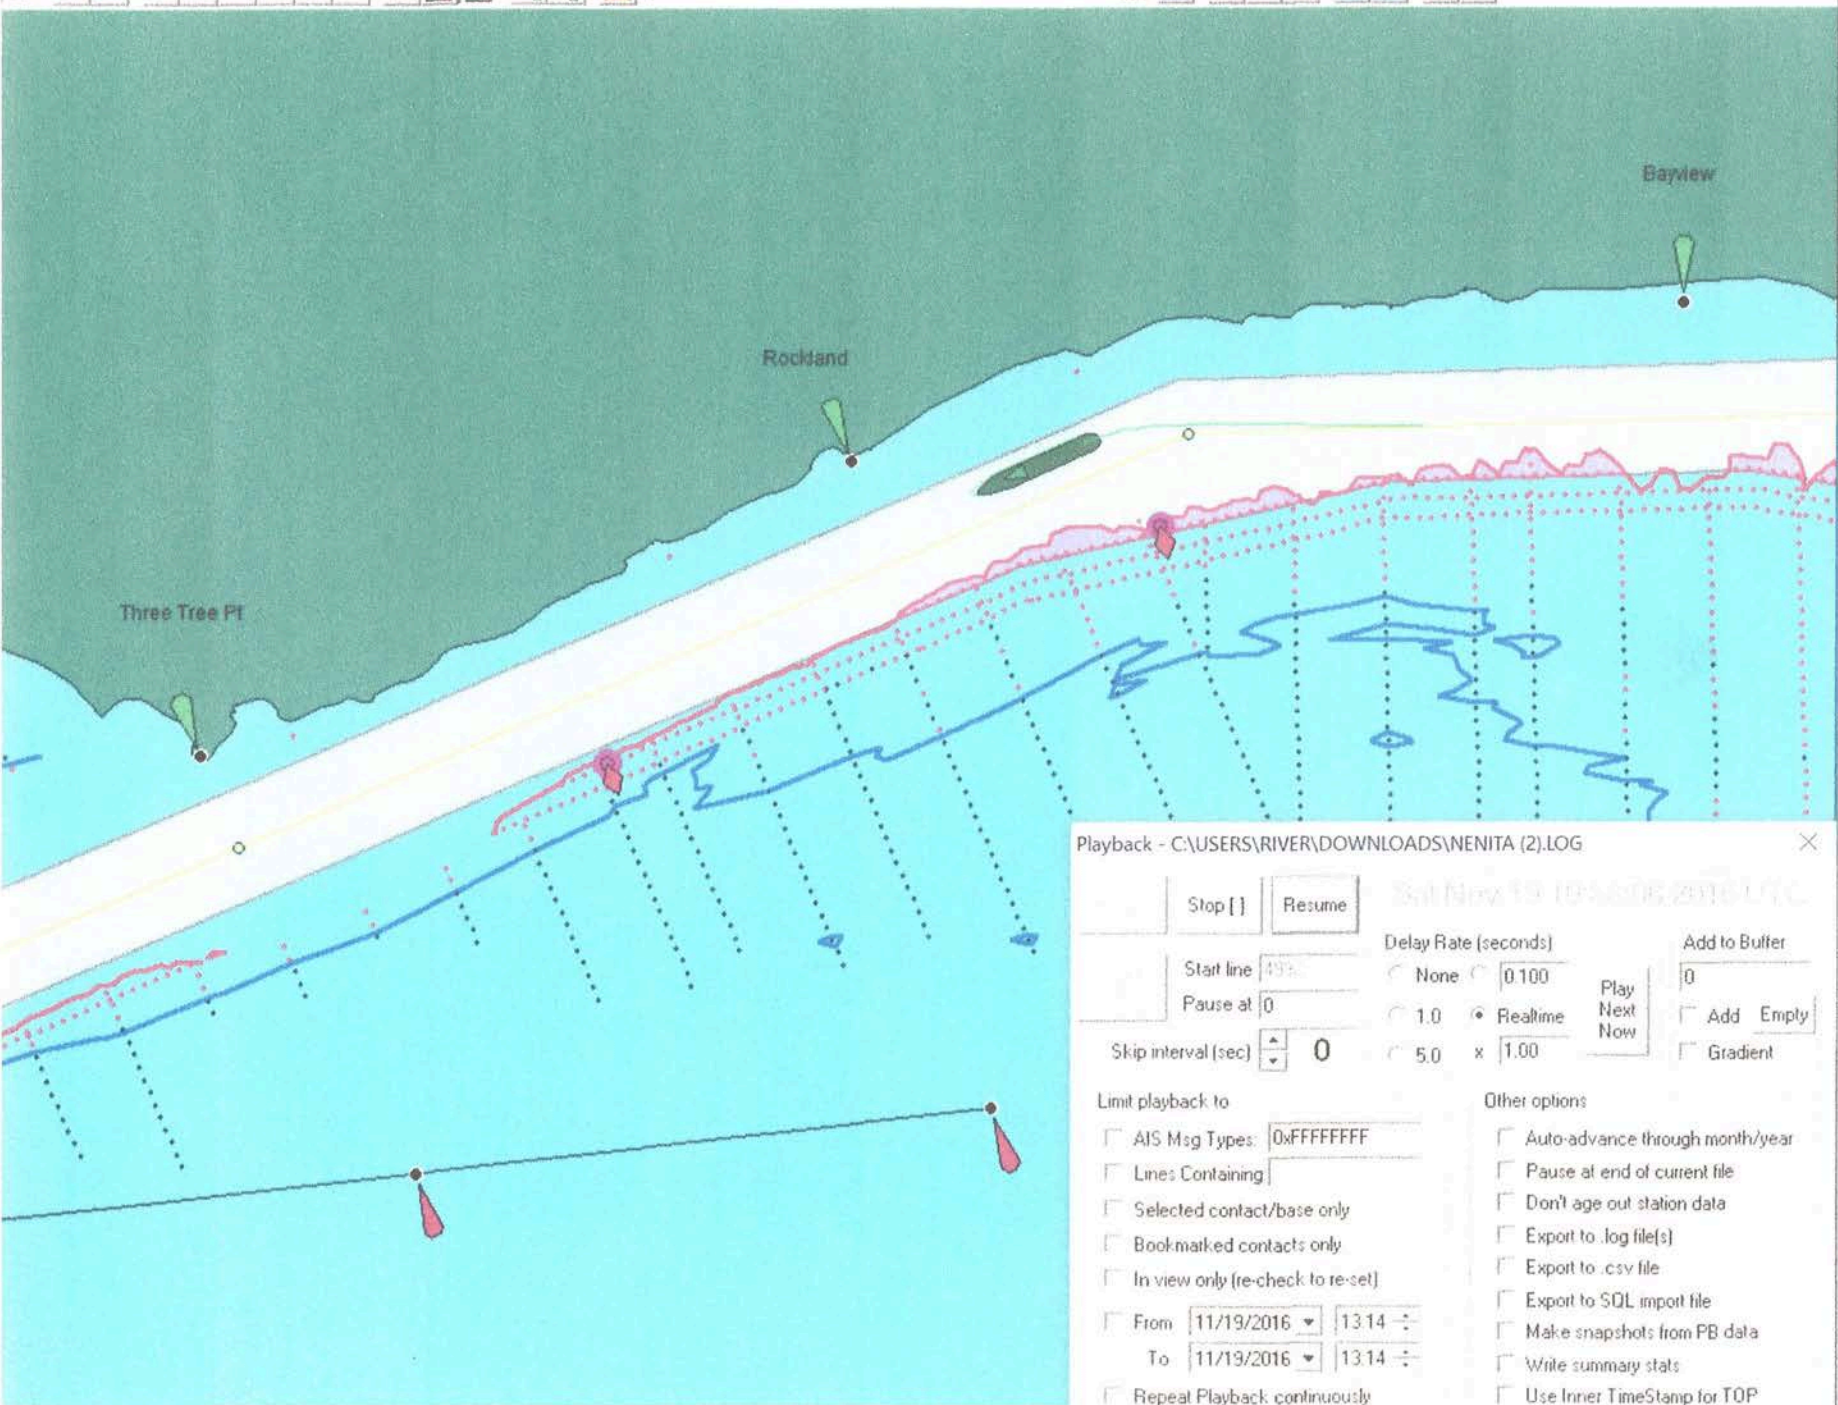 Bayview
Rockland
Three Tree Pt
Playback - C:\USERS\RIVER\DOWNLOADS\NENITA (2).LOG
Stop [ ] Resume
Delay Rate (seconds) Add to Buffer
Start line
None 0.100 0
Pause at 0
1.0 Realtime
Play
Next
Now
Add Empty
Skip interval (sec) 0
5.0 x 1.00
Gradient
Limit playback to
AIS Msg Types: 0xFFFFFFFF
Lines Containing
Selected contact/base only
Bookmarked contacts only
In view only (re-check to re-set)
From 11/19/2016 13:14
To 11/19/2016 13:14
Repeat Playback continuously
Other options
Auto-advance through month/year
Pause at end of current file
Don't age out station data
Export to .log file(s)
Export to .csv file
Export to SQL import file
Make snapshots from PB data
Write summary stats
Use Inner TimeStamp for TOP